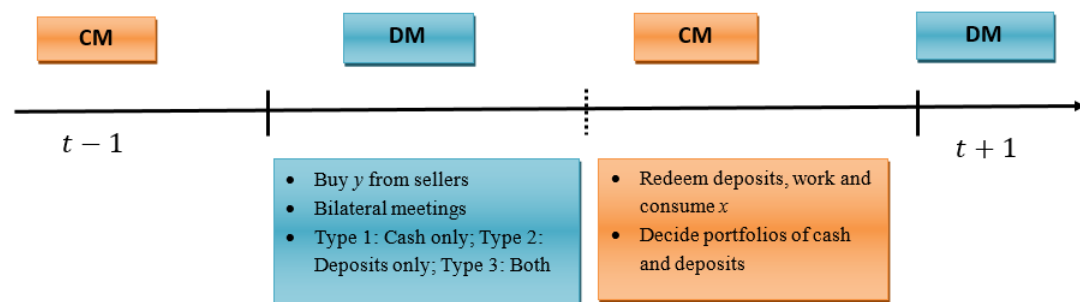 CM
DM
CM
DM
t − 1
t + 1
• Buy y from sellers
• Bilateral meetings
• Type 1: Cash only; Type 2:
Deposits only; Type 3: Both
• Redeem deposits, work and
consume x
• Decide portfolios of cash
and deposits